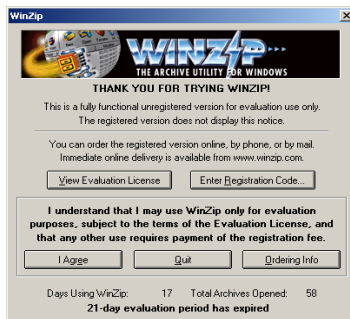 WinZip
WINZIP
THE ARCHIVE UTILITY FOR WINDOWS
THANK YOU FOR TRYING WINZIP!
This is a fully functional unregistered version for evaluation use only.
The registered version does not display this notice.
You can order the registered version online, by phone, or by mail.
Immediate online delivery is available from www.winzip.com.
View Evaluation License Enter Registration Code...
I understand that I may use WinZip only for evaluation
purposes, subject to the terms of the Evaluation License, and
that any other use requires payment of the registration fee.
I Agree Quit Ordering Info
Days Using WinZip: 17 Total Archives Opened: 58
21-day evaluation period has expired